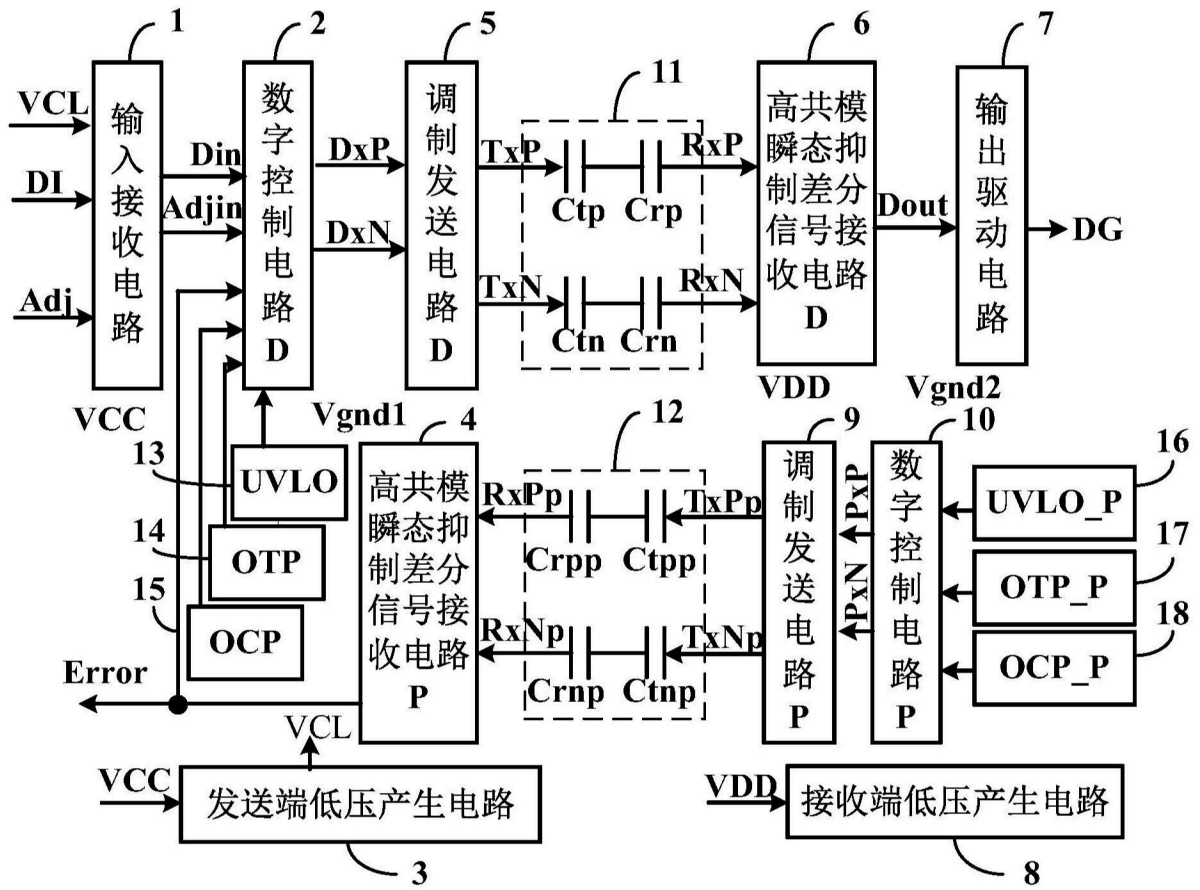 1
2
5
11
6
7
VCL
DI
Adj
输入接收电路
Din
Adjin
数字控制电路D
DxP
DxN
调制发送电路D
TxP
TxN
Ctp
Crp
Ctn
Crn
RxP
RxN
高共模
瞬态抑
制差分
信号接
收电路
D
Dout
输出驱动电路
DG
VCC
Vgnd1
VDD
Vgnd2
13
UVLO
14
OTP
15
OCP
Error
4
高共模
瞬态抑
制差分
信号接
收电路
P
12
RxPp
RxNp
Crpp
Ctpp
Crnp
Ctnp
TxPp
TxNp
9
调制发送电路P
PxP
PxN
10
数字控制电路P
16
UVLO_P
17
OTP_P
18
OCP_P
VCL
VCC
发送端低压产生电路
3
VDD
接收端低压产生电路
8